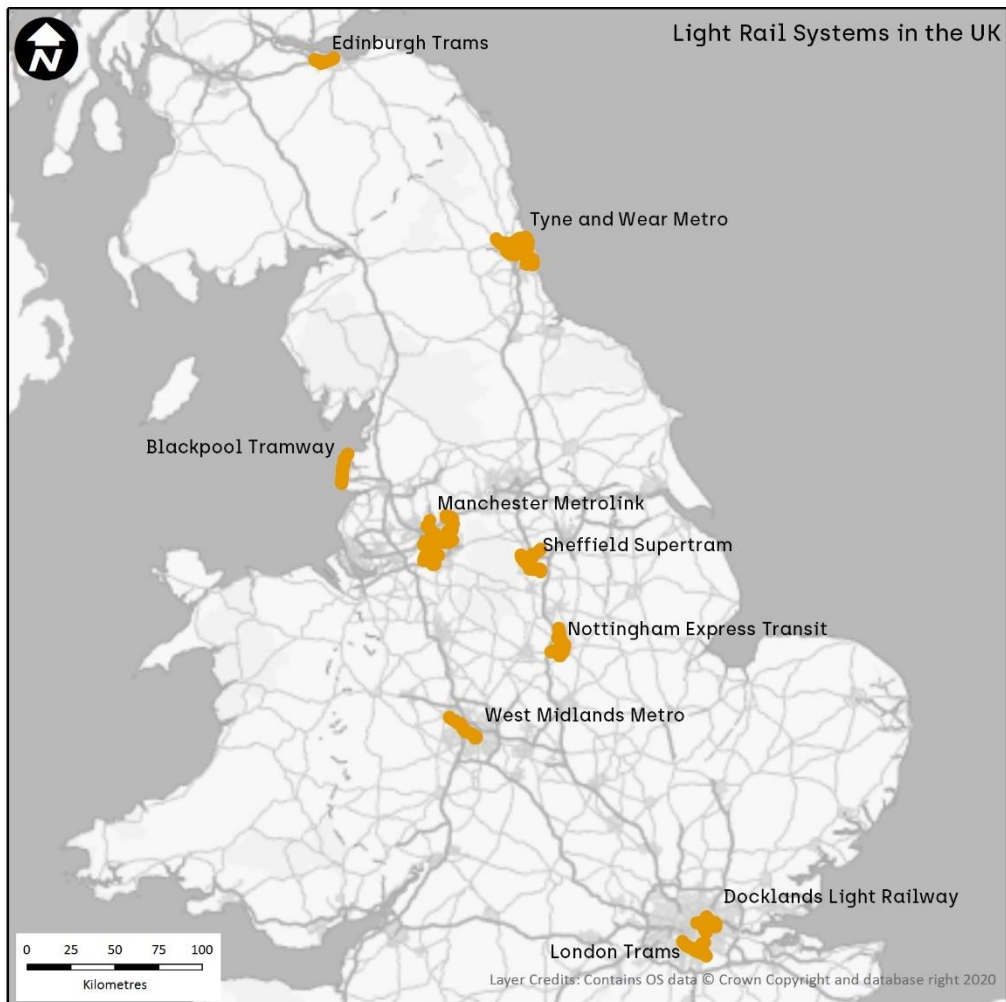 Light Rail Systems in the UK
N
Edinburgh Trams
Tyne and Wear Metro
Blackpool Tramway
Manchester Metrolink
Sheffield Supertram
Nottingham Express Transit
West Midlands Metro
Docklands Light Railway
London Trams
0 25 50 75 100
Kilometres
Layer Credits: Contains OS data © Crown Copyright and database right 2020